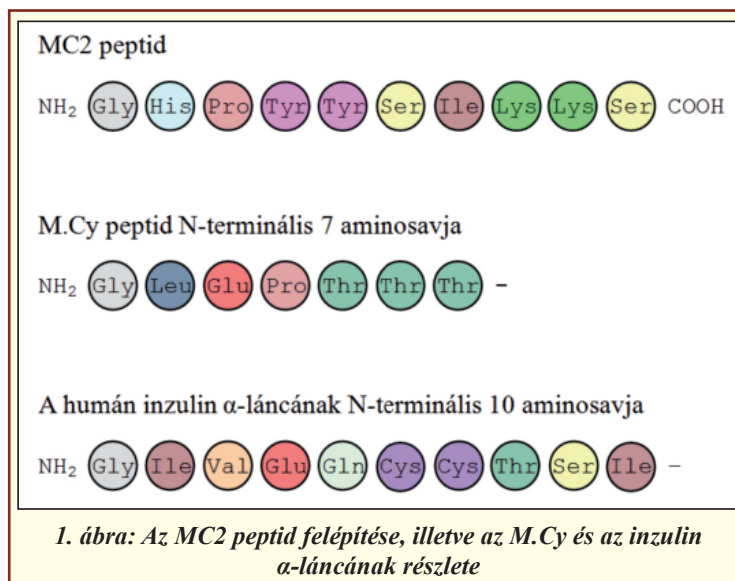 MC2 peptid
NH₂ Gly His Pro Tyr Tyr Ser Ile Lys Lys Ser COOH
M.Cy peptid N-terminális 7 aminosavja
NH₂ Gly Leu Glu Pro Thr Thr Thr –
A humán inzulin α-láncának N-terminális 10 aminosavja
NH₂ Gly Ile Val Glu Gln Cys Cys Thr Ser Ile –
1. ábra: Az MC2 peptid felépítése, illetve az M.Cy és az inzulin
α-láncának részlete